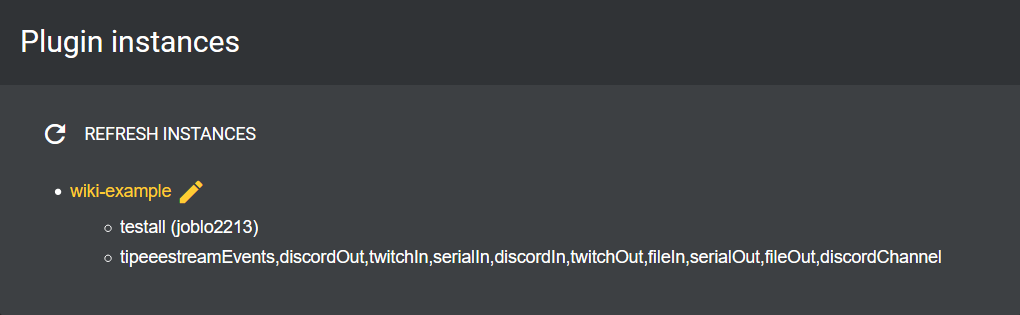 Plugin instances
REFRESH INSTANCES
wiki-example
testall (joblo2213)
tipeeestreamEvents,discordOut,twitchIn,serialIn,discordIn,twitchOut,fileIn,serialOut,fileOut,discordChannel